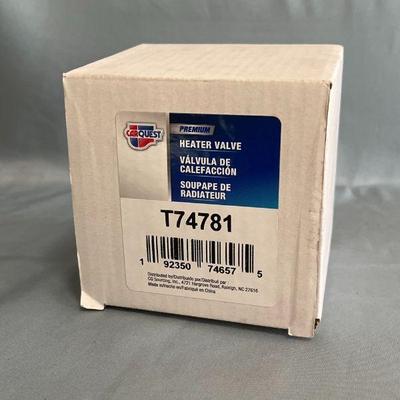 CARQUEST
PREMIUM
HEATER VALVE
VÁLVULA DE
CALEFACCIÓN
SOUPAPE DE
RADIATEUR
T74781
1 92350 74657 5
Distributed by/Distribuido por/Distribué par :
CQ Sourcing, Inc., 4721 Hargrove Road, Raleigh, NC 27616
Made in/Hecho en/Fabriqué en China